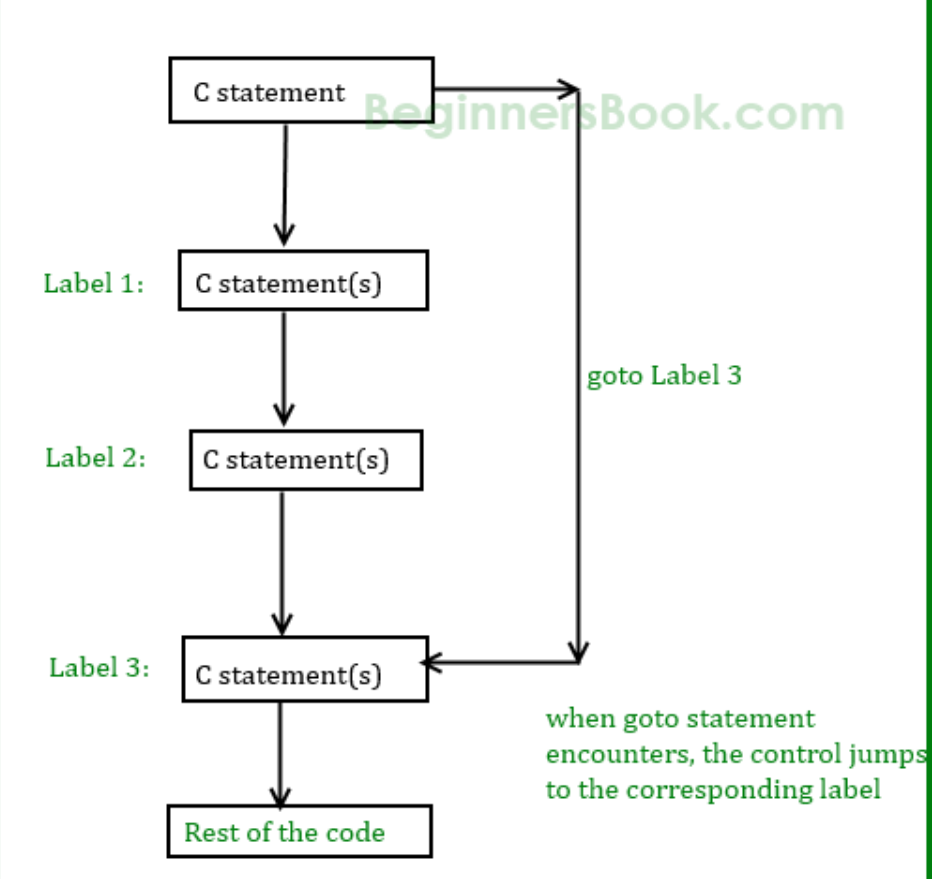 C statement
BeginnersBook.com
Label 1:
C statement(s)
goto Label 3
Label 2:
C statement(s)
Label 3:
C statement(s)
when goto statement
encounters, the control jumps
to the corresponding label
Rest of the code